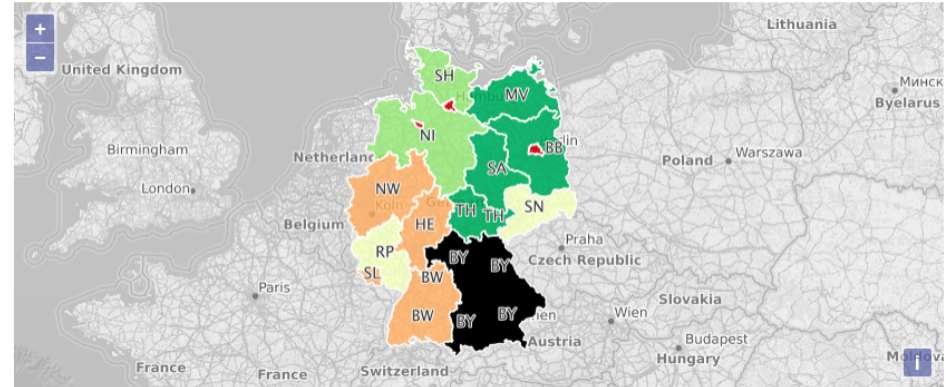 +
−
Lithuania
United Kingdom
SH
MV
Минск
Byelarus
NI
BB
Birmingham
Netherland
Poland
Warszawa
SA
London
NW
Köln
TH
TH
SN
Belgium
HE
RP
BY
BY
Praha
Czech Republic
SL
BW
Paris
Slovakia
BW
BY
BY
Wien
Austria
Budapest
Hungary
France
France
Switzerland
i